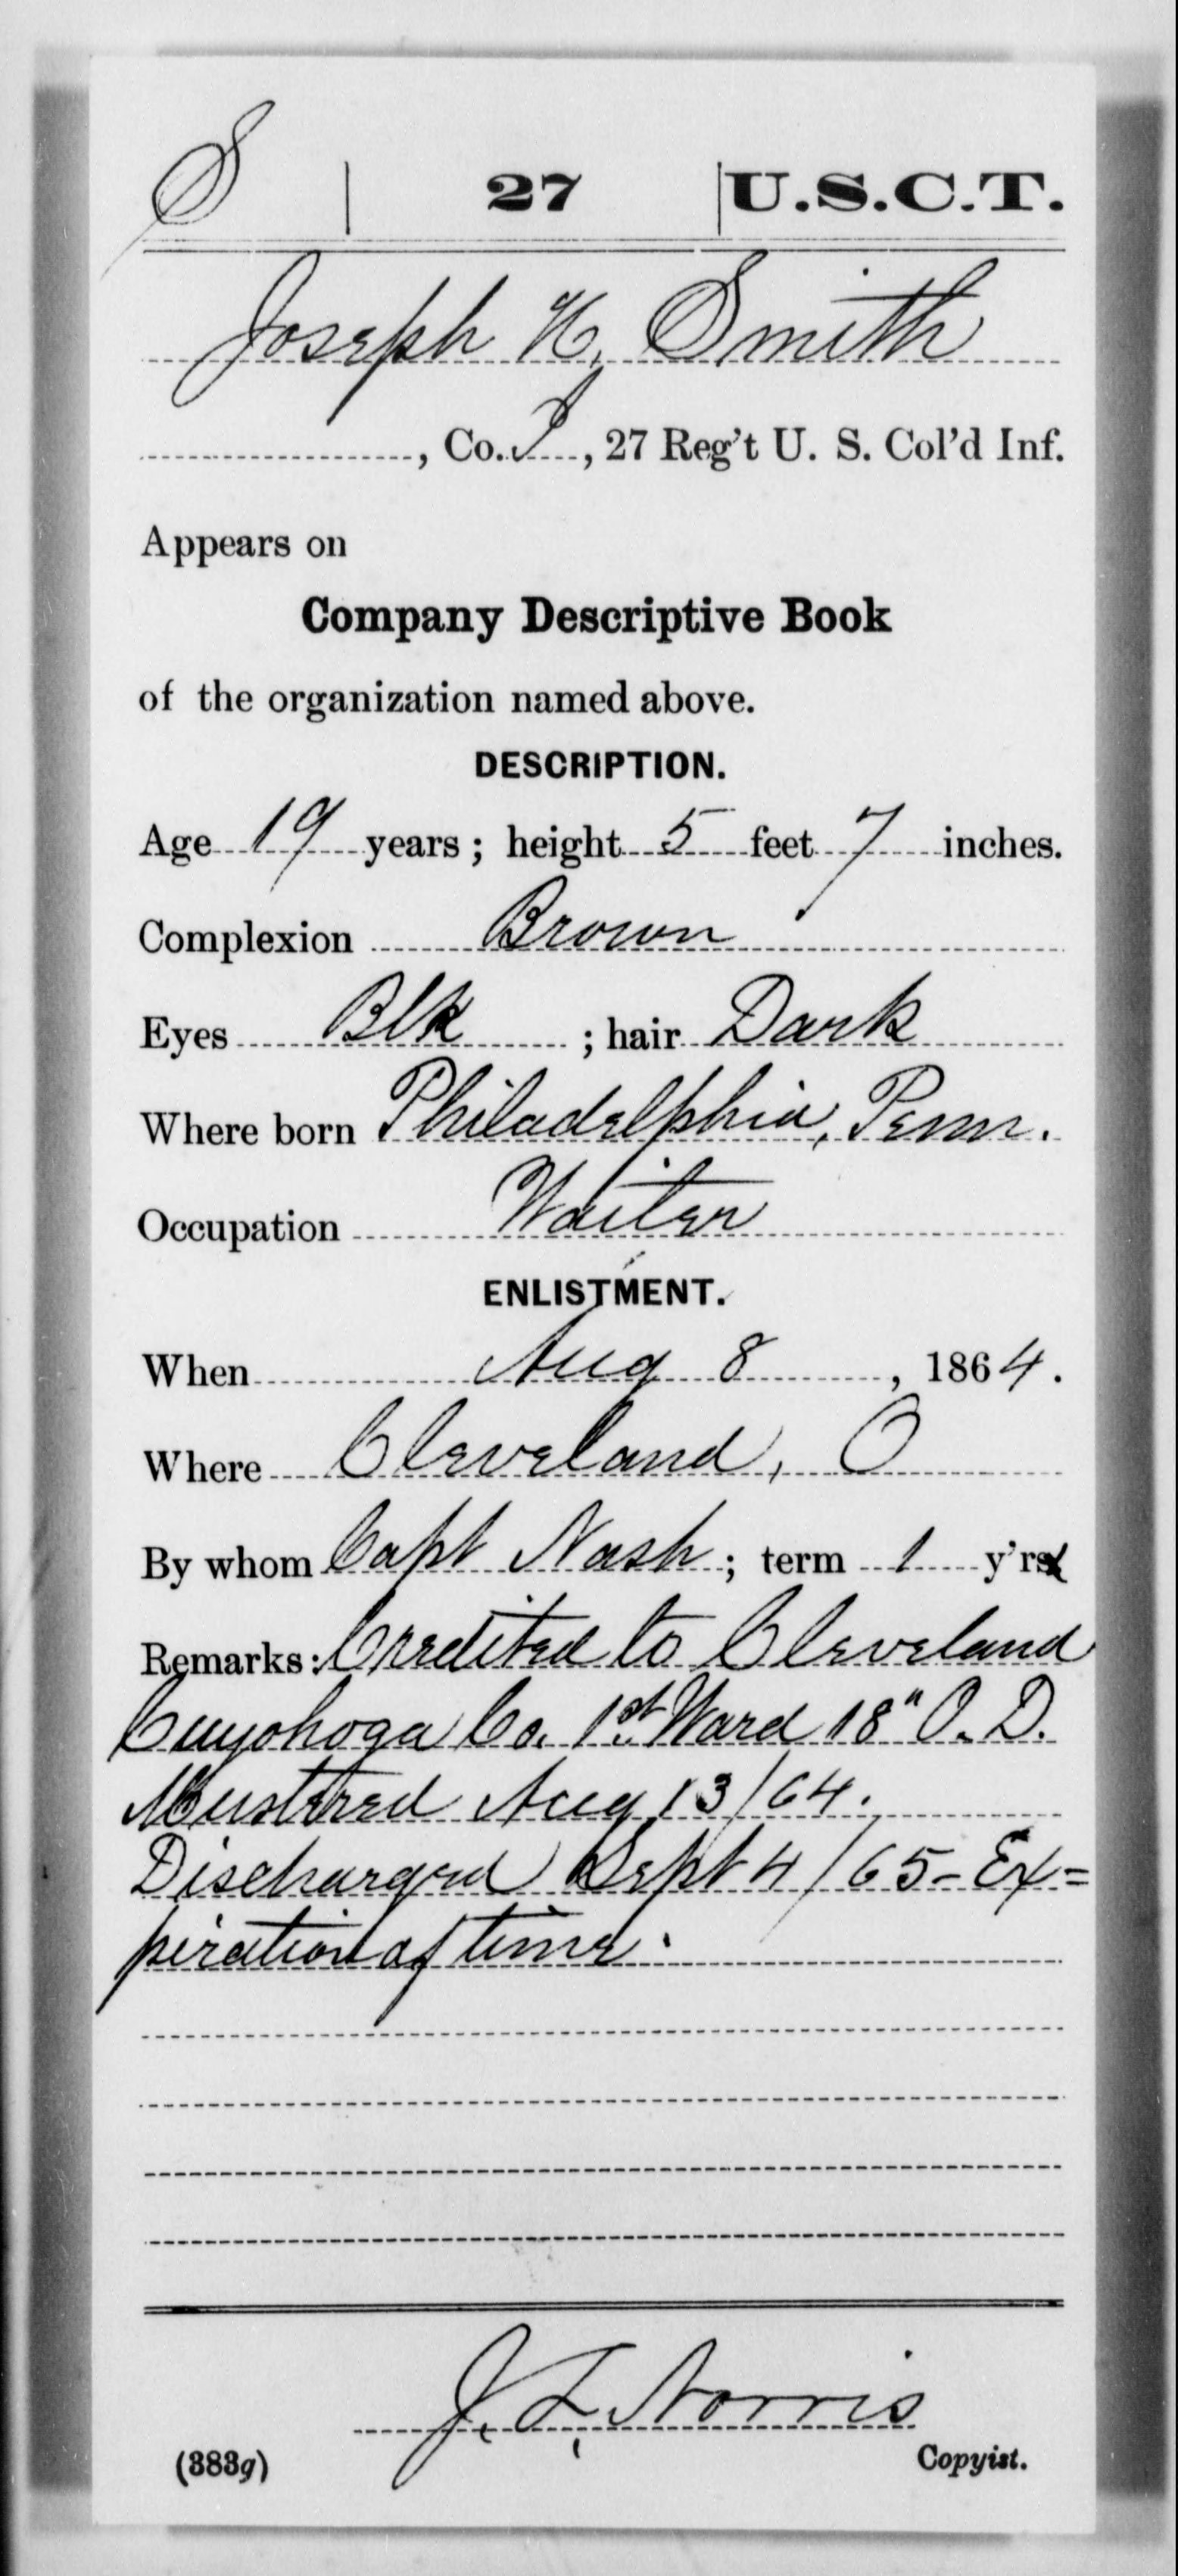 S | 27 | U.S.C.T.
Joseph H. Smith
, Co. I, 27 Reg't U. S. Col'd Inf.
Appears on
Company Descriptive Book
of the organization named above.
DESCRIPTION.
Age 19 years; height 5 feet 7 inches.
Complexion Brown
Eyes Blk ; hair Dark
Where born Philadelphia, Penn.
Occupation Waiter
ENLISTMENT.
When Aug 8, 1864.
Where Cleveland, O
By whom Capt Nash; term 1 y'rs
Remarks: Credited to Cleveland
Cuyohoga Co. 1st Ward 18" O. D.
Mustered Aug 13/64.
Discharged Sept 4/65 - Ex=
piration of time.
J. T. Norris
(383g) Copyist.